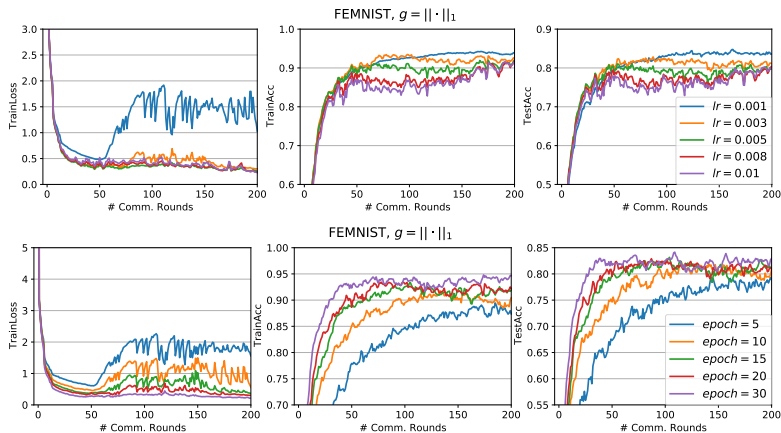 FEMNIST, g = || · ||₁
TrainLoss
3.0
2.5
2.0
1.5
1.0
0.5
0.0
0 50 100 150 200
# Comm. Rounds
TrainAcc
1.0
0.9
0.8
0.7
0.6
0 50 100 150 200
# Comm. Rounds
TestAcc
0.9
0.8
0.7
0.6
0.5
0 50 100 150 200
# Comm. Rounds
lr = 0.001
lr = 0.003
lr = 0.005
lr = 0.008
lr = 0.01
FEMNIST, g = || · ||₁
TrainLoss
5
4
3
2
1
0
0 50 100 150 200
# Comm. Rounds
TrainAcc
1.00
0.95
0.90
0.85
0.80
0.75
0.70
0 50 100 150 200
# Comm. Rounds
TestAcc
0.85
0.80
0.75
0.70
0.65
0.60
0.55
0 50 100 150 200
# Comm. Rounds
epoch = 5
epoch = 10
epoch = 15
epoch = 20
epoch = 30